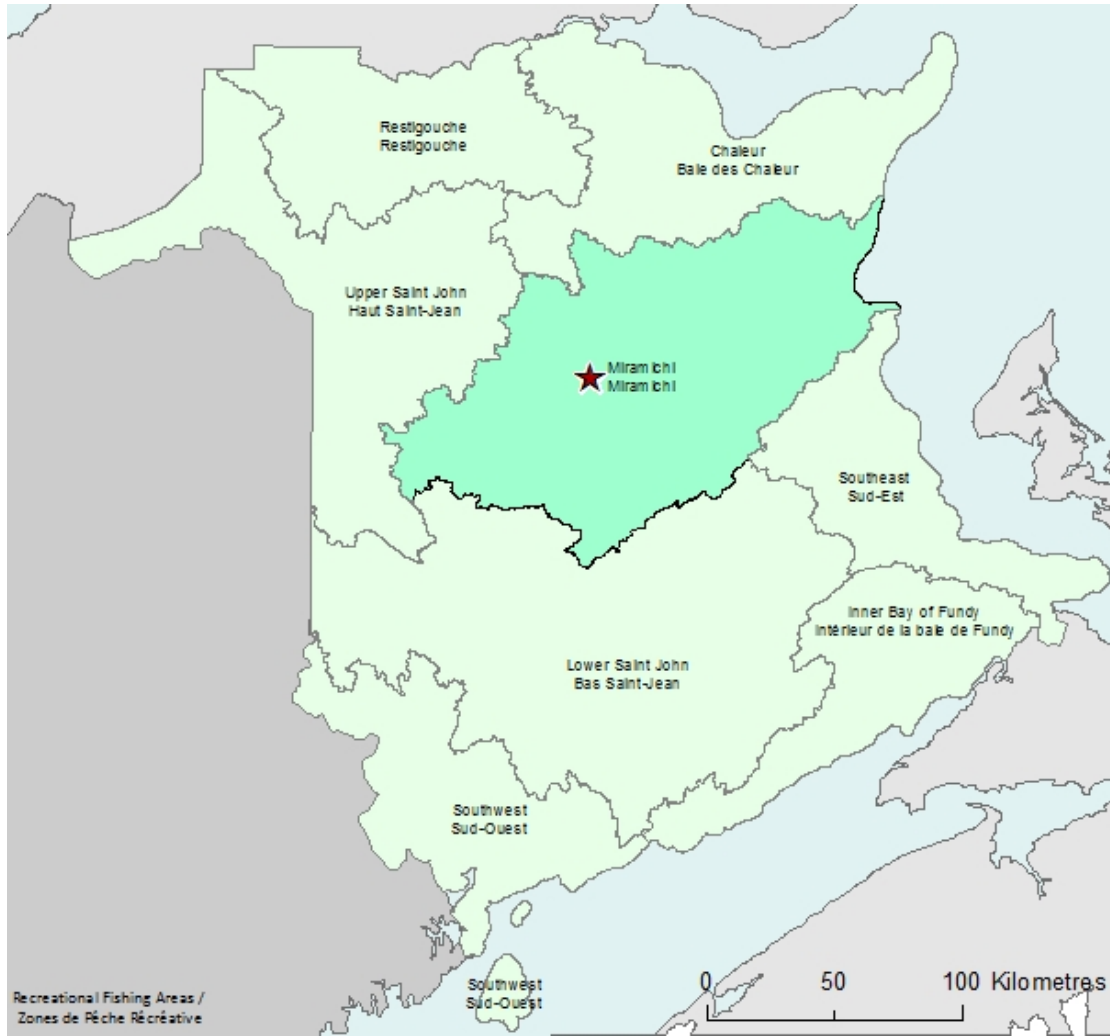 Restigouche
Restigouche
Chaleur
Baie des Chaleur
Upper Saint John
Haut Saint-Jean
Miramichi
Miramichi
Southeast
Sud-Est
Inner Bay of Fundy
Intérieur de la baie de Fundy
Lower Saint John
Bas Saint-Jean
Southwest
Sud-Ouest
Southwest
Sud-Ouest
0 50 100 Kilometres
Recreational Fishing Areas /
Zones de Pêche Récréative